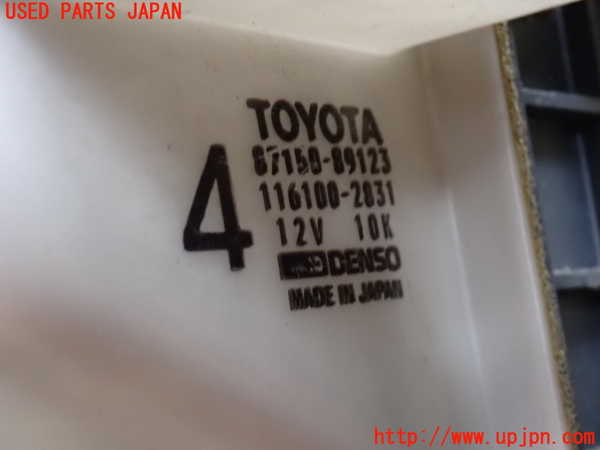 USED PARTS JAPAN
TOYOTA
87150-89123
116100-2831
4
12V 10K
DENSO
MADE IN JAPAN
http://www.upjpn.com/